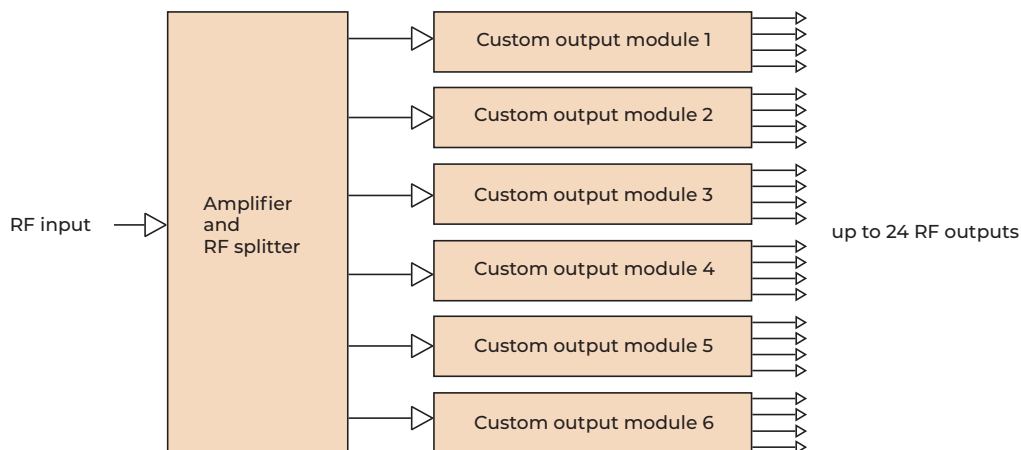 RF input
Amplifier
and
RF splitter
Custom output module 1
Custom output module 2
Custom output module 3
Custom output module 4
Custom output module 5
Custom output module 6
up to 24 RF outputs